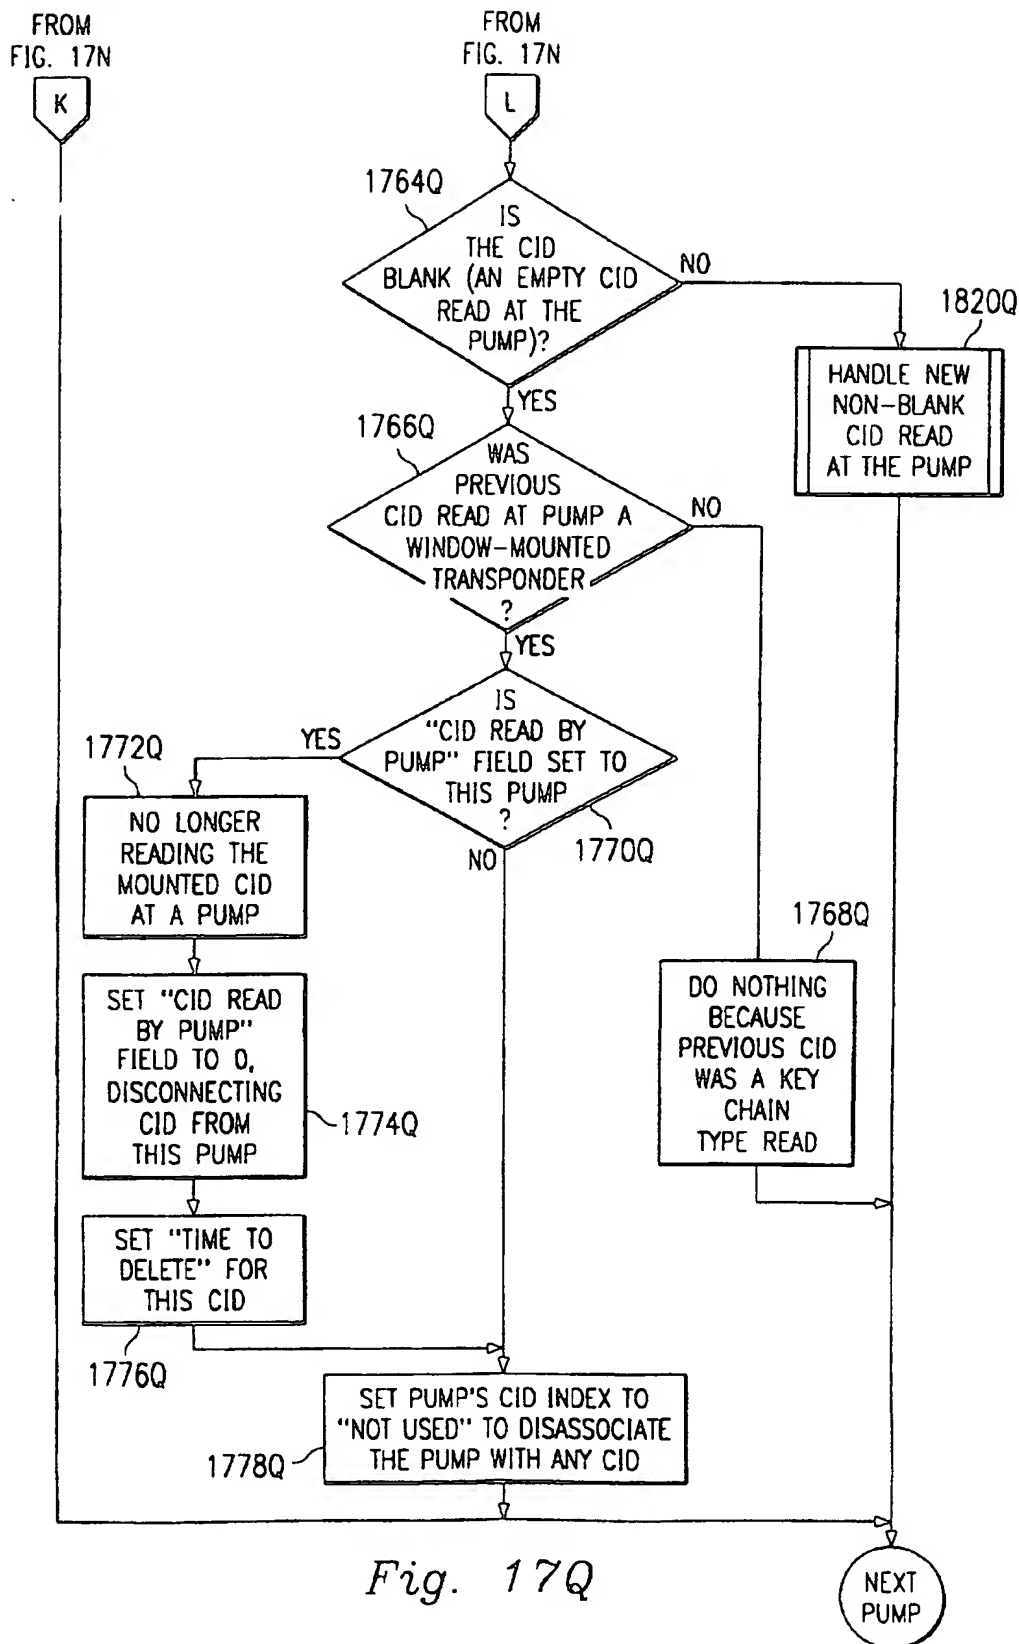 FROM
FIG. 17N
K
FROM
FIG. 17N
L
1764Q
IS
THE CID
BLANK (AN EMPTY CID
READ AT THE
PUMP)?
NO
YES
1820Q
HANDLE NEW
NON-BLANK
CID READ
AT THE PUMP
1766Q
WAS
PREVIOUS
CID READ AT PUMP A
WINDOW-MOUNTED
TRANSPONDER
?
NO
YES
IS
"CID READ BY
PUMP" FIELD SET TO
THIS PUMP
?
1770Q
YES
NO
1772Q
NO LONGER
READING THE
MOUNTED CID
AT A PUMP
1768Q
DO NOTHING
BECAUSE
PREVIOUS CID
WAS A KEY
CHAIN
TYPE READ
SET "CID READ
BY PUMP"
FIELD TO 0,
DISCONNECTING
CID FROM
THIS PUMP
1774Q
SET "TIME TO
DELETE" FOR
THIS CID
1776Q
SET PUMP'S CID INDEX TO
"NOT USED" TO DISASSOCIATE
THE PUMP WITH ANY CID
1778Q
Fig. 17Q
NEXT
PUMP